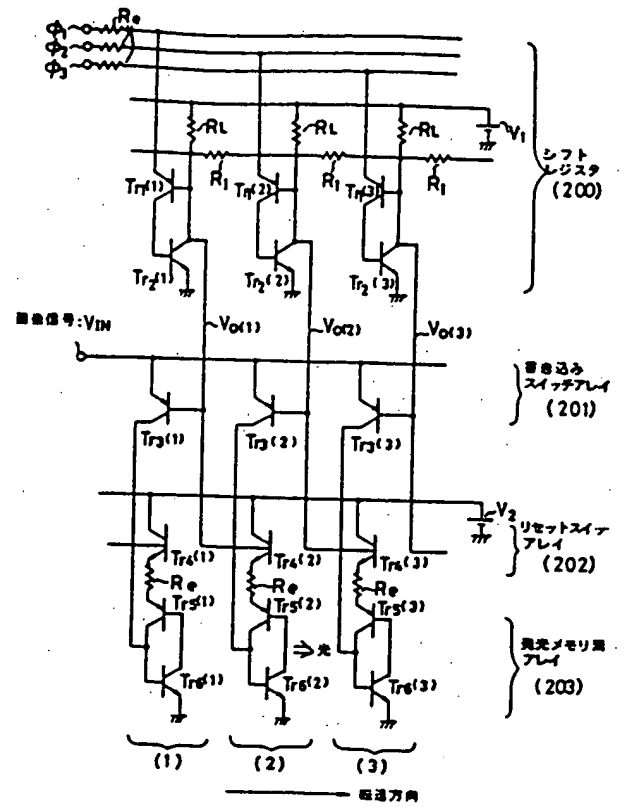 Φ1 Re
Φ2
Φ3
RL RL RL V1
R1 R1 R1
シフト
レジスタ
(200)
Tr1(1) Tr1(2) Tr1(3)
Tr2(1) Tr2(2) Tr2(3)
画像信号:VIN
VO(1) VO(2) VO(3)
書き込み
スイッチアレイ
(201)
Tr3(1) Tr3(2) Tr3(3)
V2
リセットスイッチ
アレイ
(202)
Tr4(1) Tr4(2) Tr4(3)
Re Re Re
Tr5(1) Tr5(2) Tr5(3)
⇒光
発光メモリ素子
アレイ
(203)
Tr6(1) Tr6(2) Tr6(3)
(1) (2) (3)
転送方向